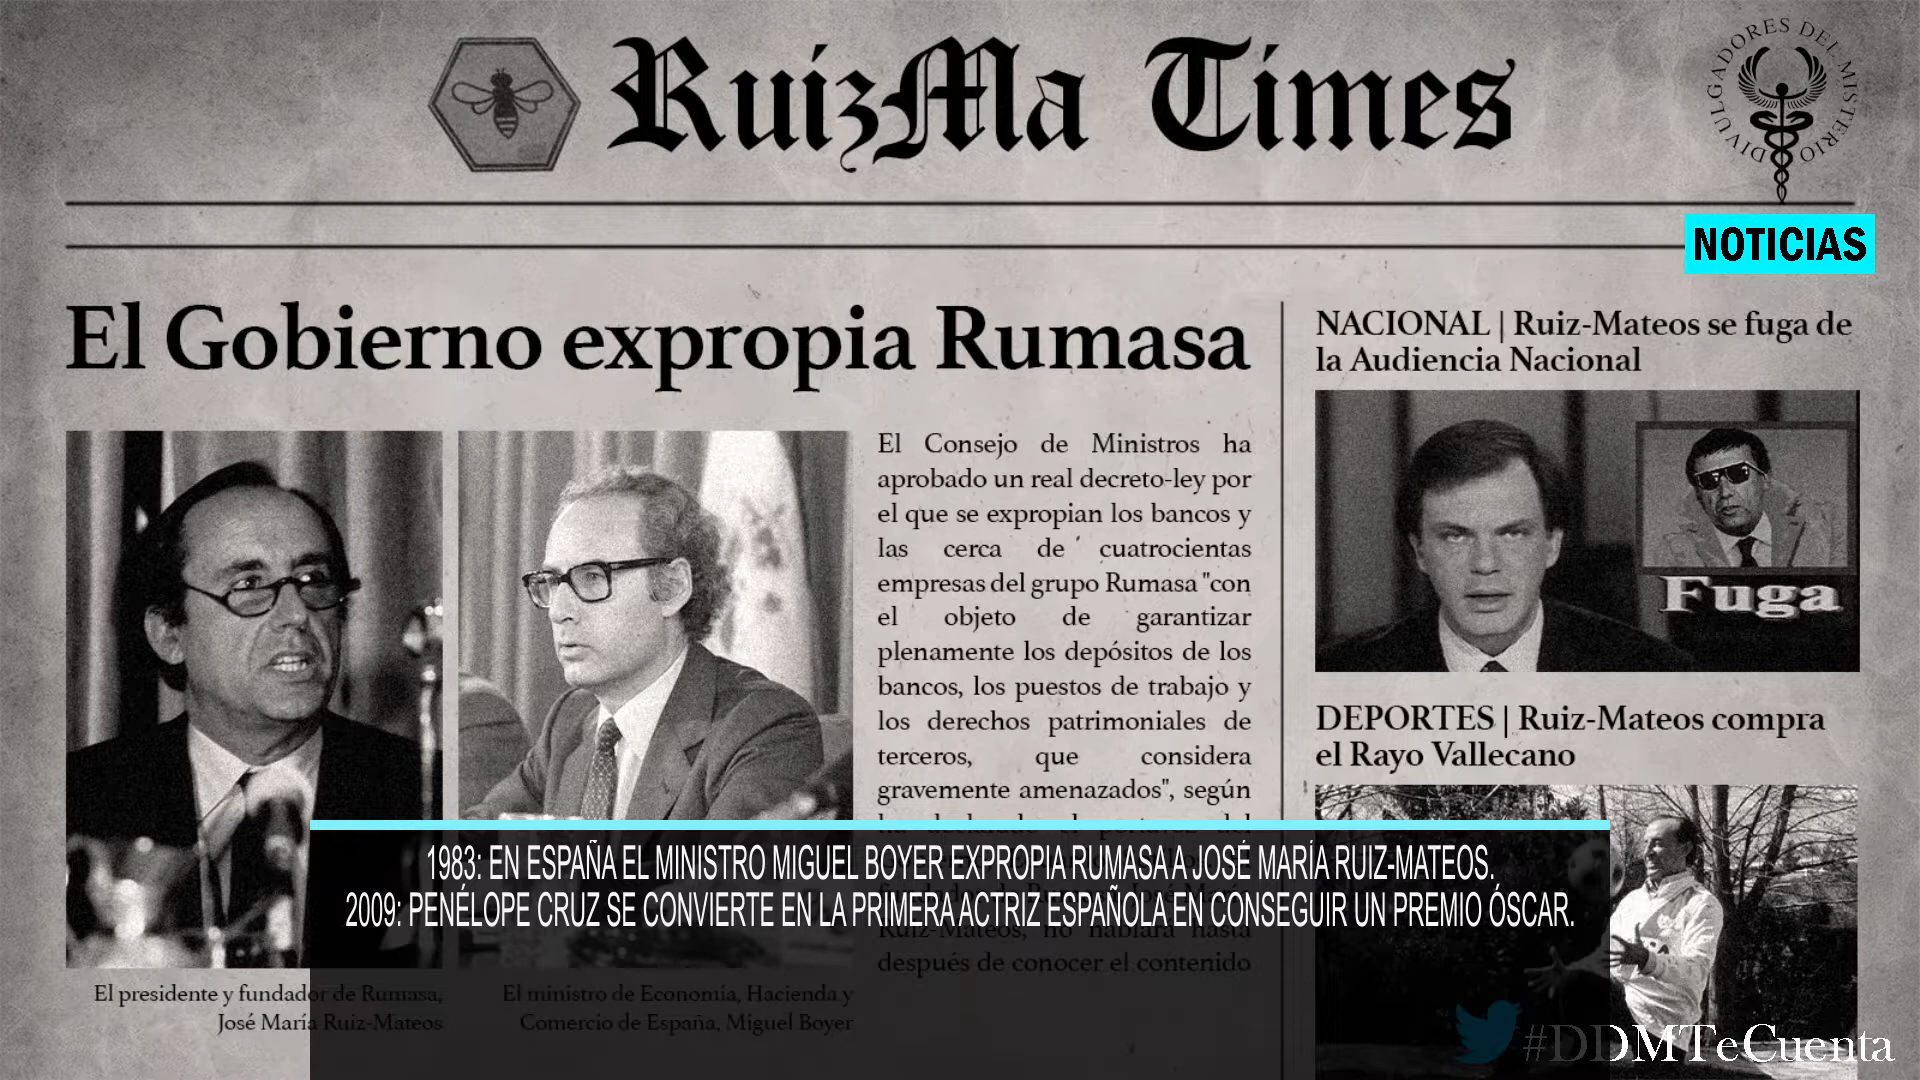 RuizMa Times
DIVULGADORES DEL MISTERIO
NOTICIAS
El Gobierno expropia Rumasa
El Consejo de Ministros ha
aprobado un real decreto-ley por
el que se expropian los bancos y
las cerca de cuatrocientas
empresas del grupo Rumasa "con
el objeto de garantizar
plenamente los depósitos de los
bancos, los puestos de trabajo y
los derechos patrimoniales de
terceros, que considera
gravemente amenazados", según
Ruiz-Mateos, no hablará hasta
después de conocer el contenido
El presidente y fundador de Rumasa,
José María Ruiz-Mateos
El ministro de Economía, Hacienda y
Comercio de España, Miguel Boyer
NACIONAL | Ruiz-Mateos se fuga de
la Audiencia Nacional
Fuga
DEPORTES | Ruiz-Mateos compra
el Rayo Vallecano
1983: EN ESPAÑA EL MINISTRO MIGUEL BOYER EXPROPIA RUMASA A JOSÉ MARÍA RUIZ-MATEOS.
2009: PENÉLOPE CRUZ SE CONVIERTE EN LA PRIMERA ACTRIZ ESPAÑOLA EN CONSEGUIR UN PREMIO ÓSCAR.
#DDMTeCuenta